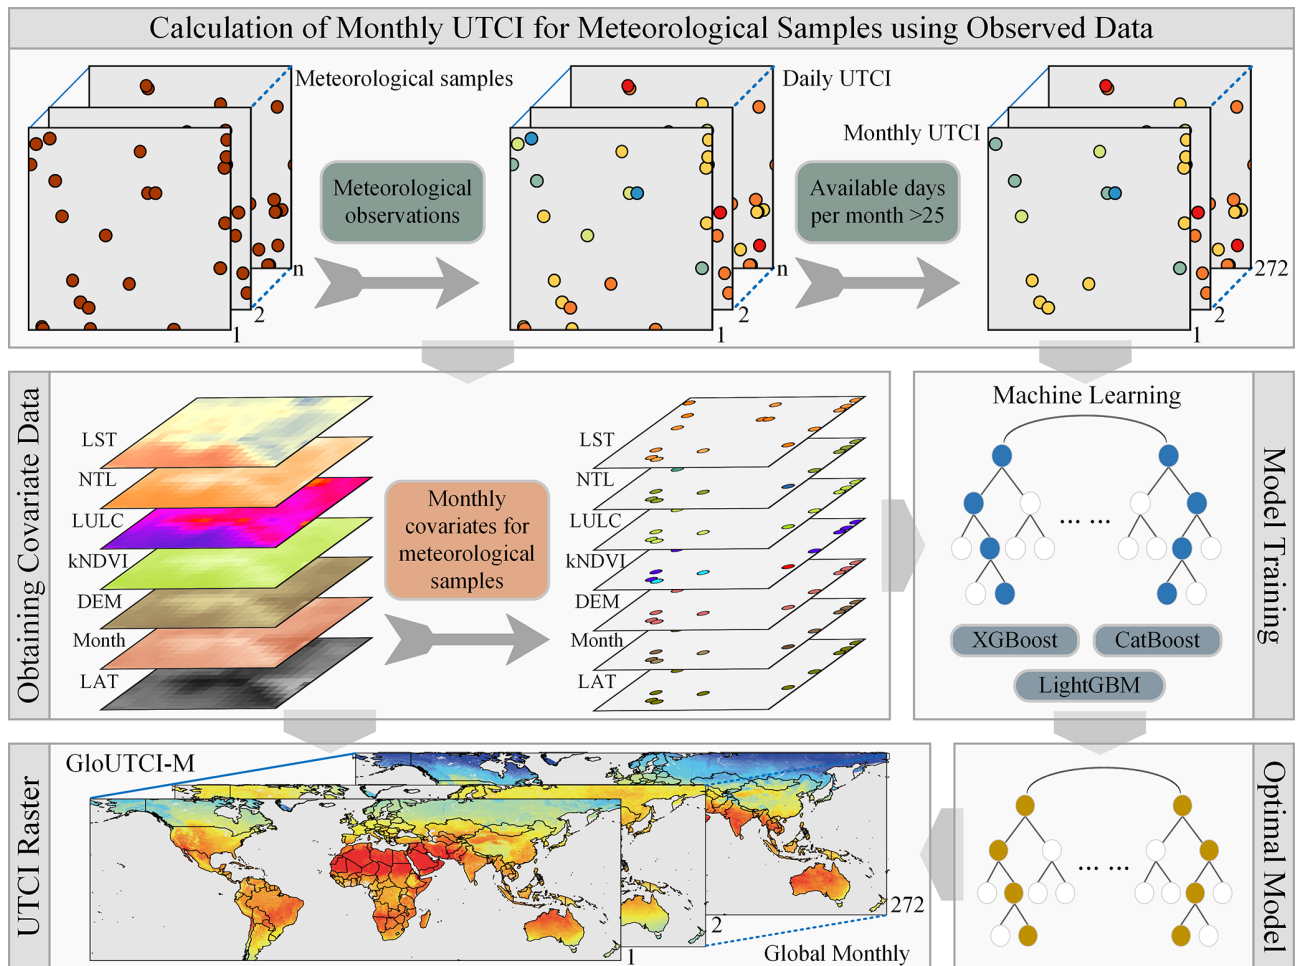 Calculation of Monthly UTCI for Meteorological Samples using Observed Data
Meteorological samples
Daily UTCI
Monthly UTCI
Meteorological
observations
Available days
per month >25
n
2
1
n
2
1
272
2
1
Obtaining Covariate Data
LST
NTL
LULC
kNDVI
DEM
Month
LAT
Monthly
covariates for
meteorological
samples
LST
NTL
LULC
kNDVI
DEM
Month
LAT
Machine Learning
... ...
XGBoost
CatBoost
LightGBM
Model Training
UTCI Raster
GloUTCI-M
272
2
1
Global Monthly
... ...
Optimal Model